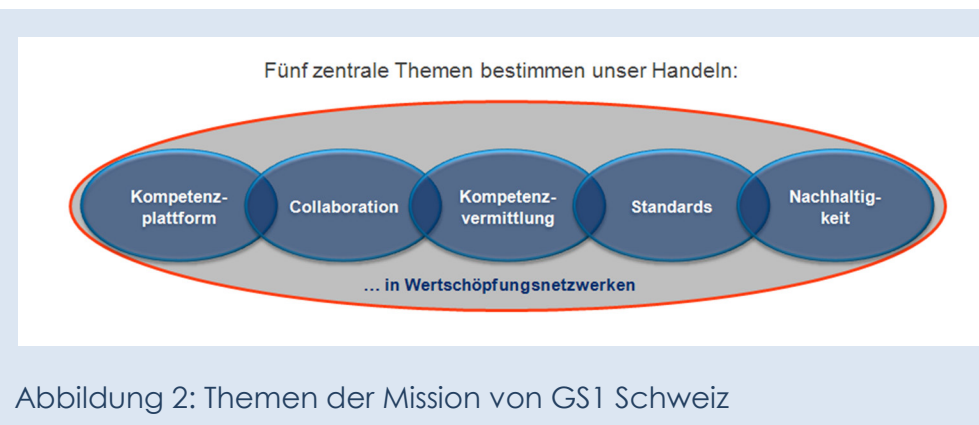 Fünf zentrale Themen bestimmen unser Handeln:
Kompetenz-
plattform
Collaboration
Kompetenz-
vermittlung
Standards
Nachhaltig-
keit
... in Wertschöpfungsnetzwerken
Abbildung 2: Themen der Mission von GS1 Schweiz